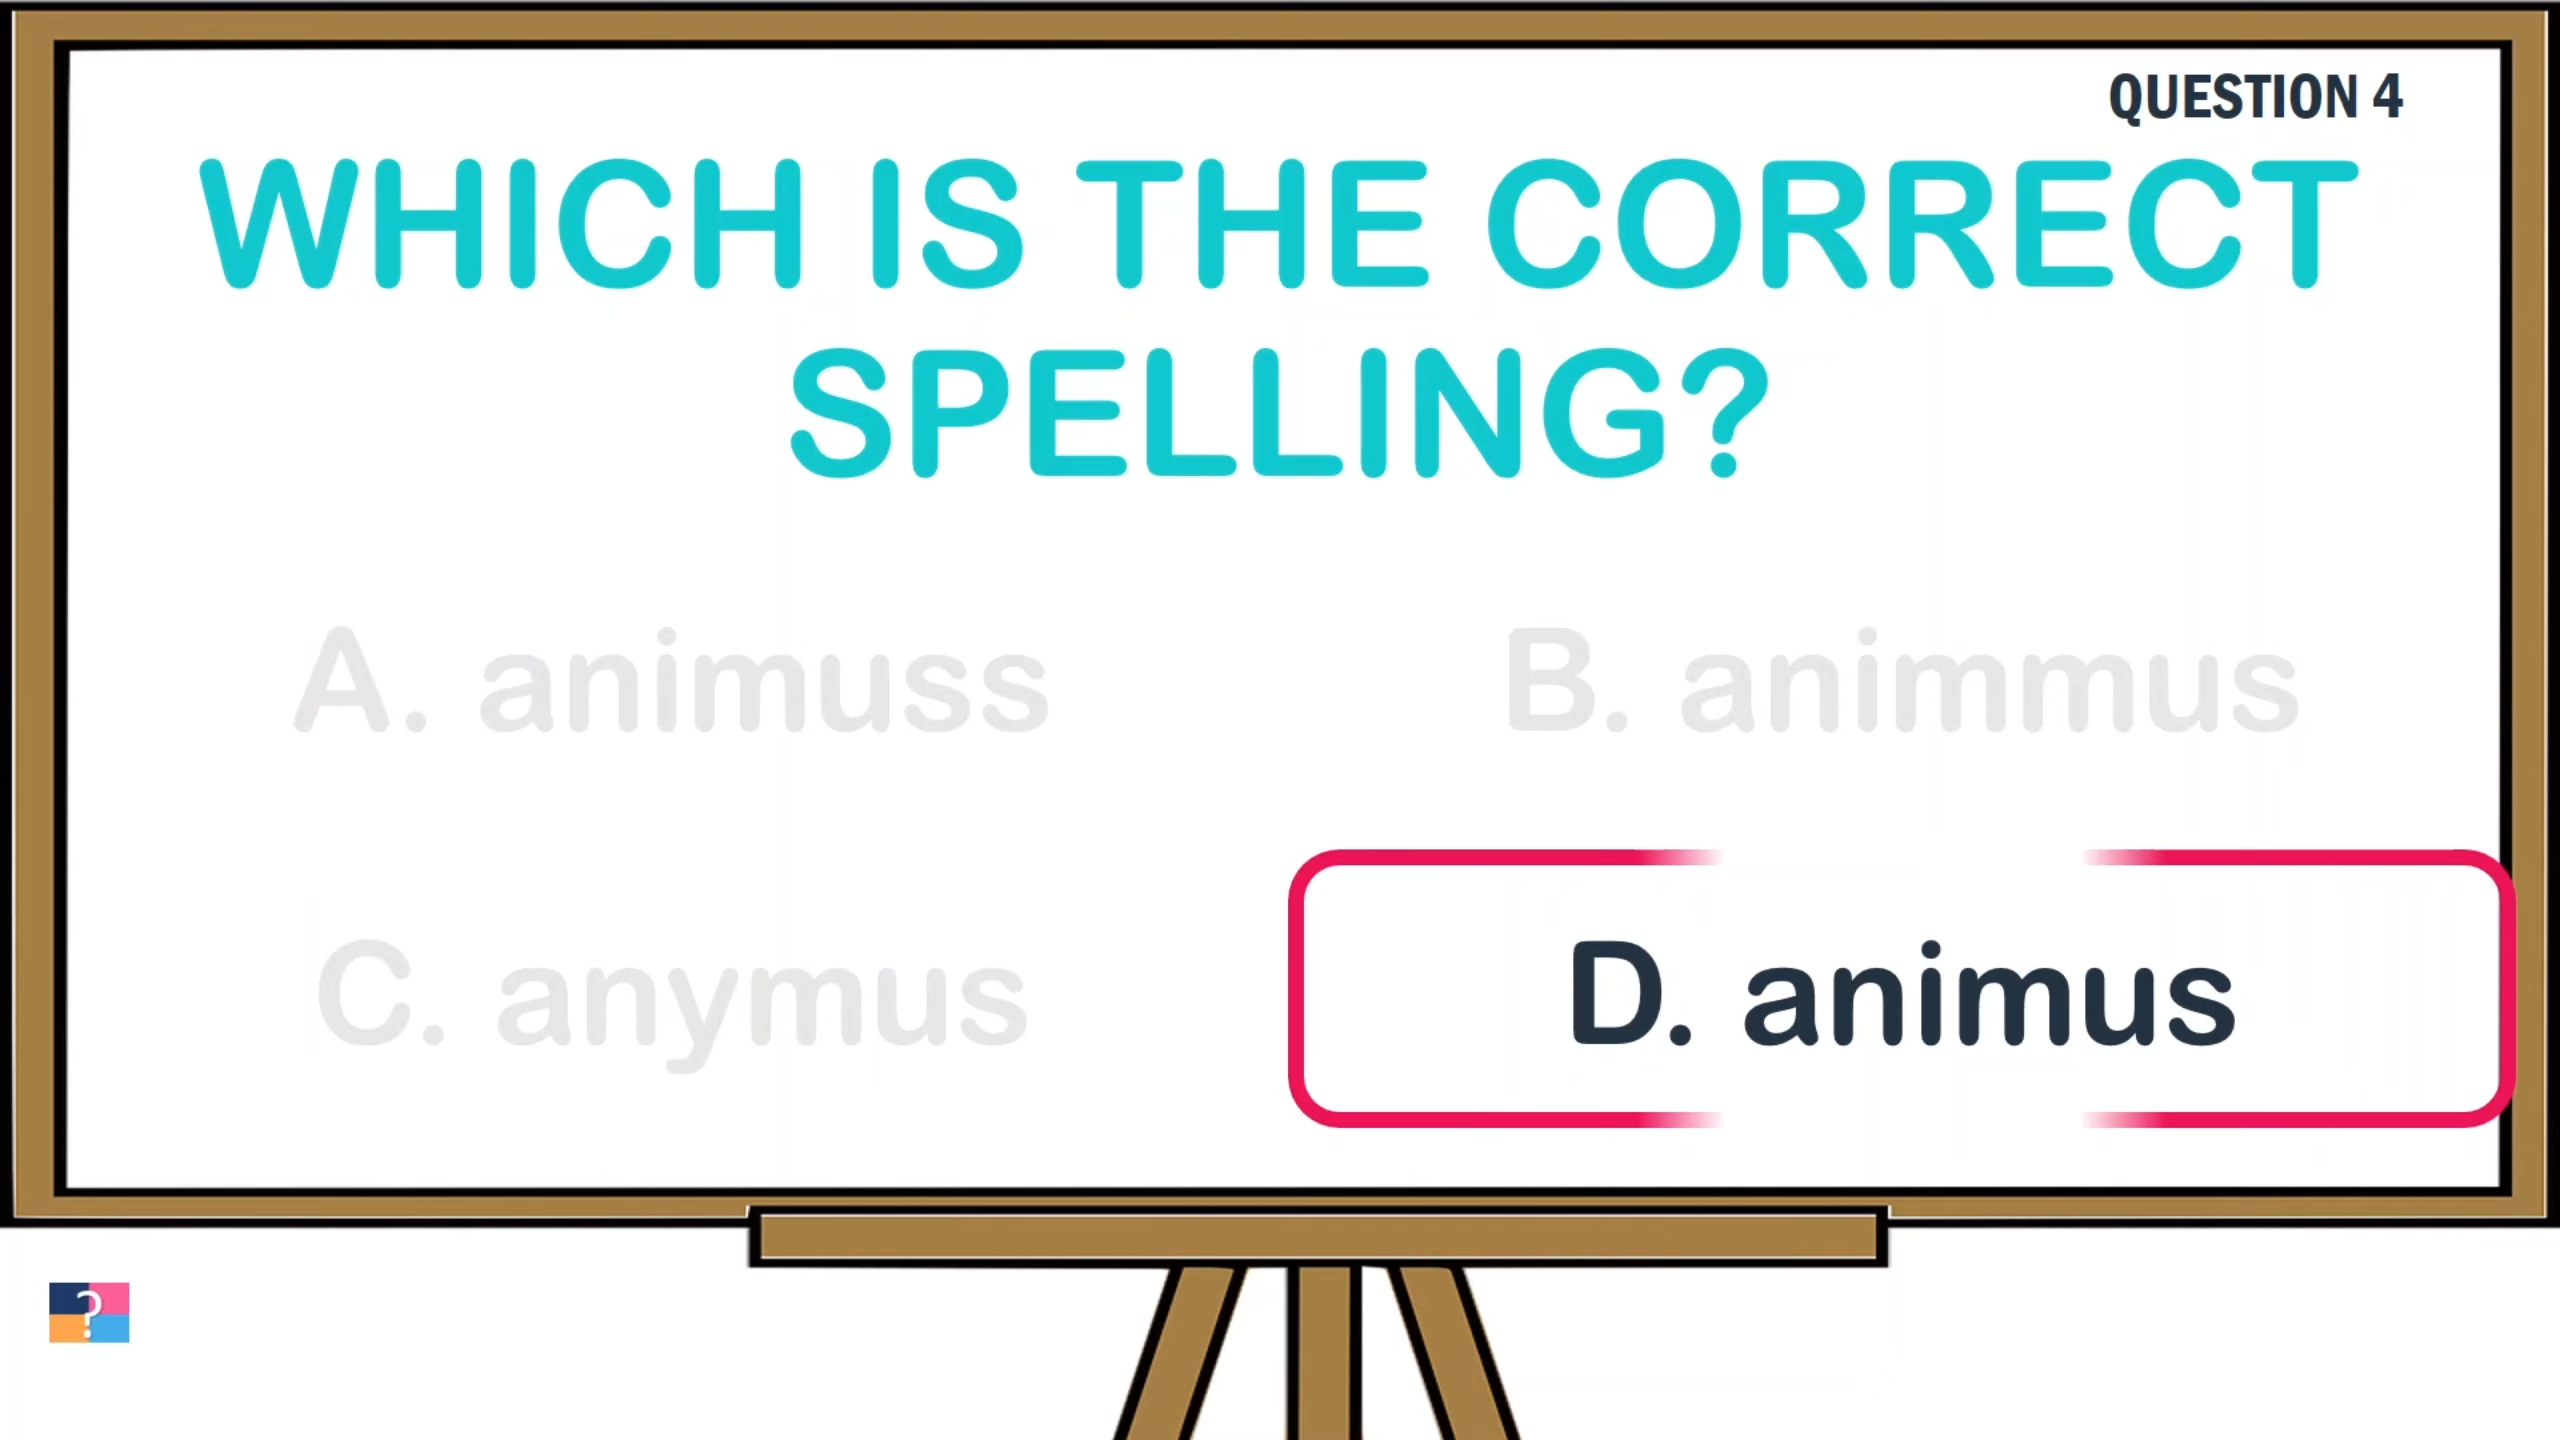 QUESTION 4
WHICH IS THE CORRECT
SPELLING?
A. animuss
B. animmus
C. anymus
D. animus
?